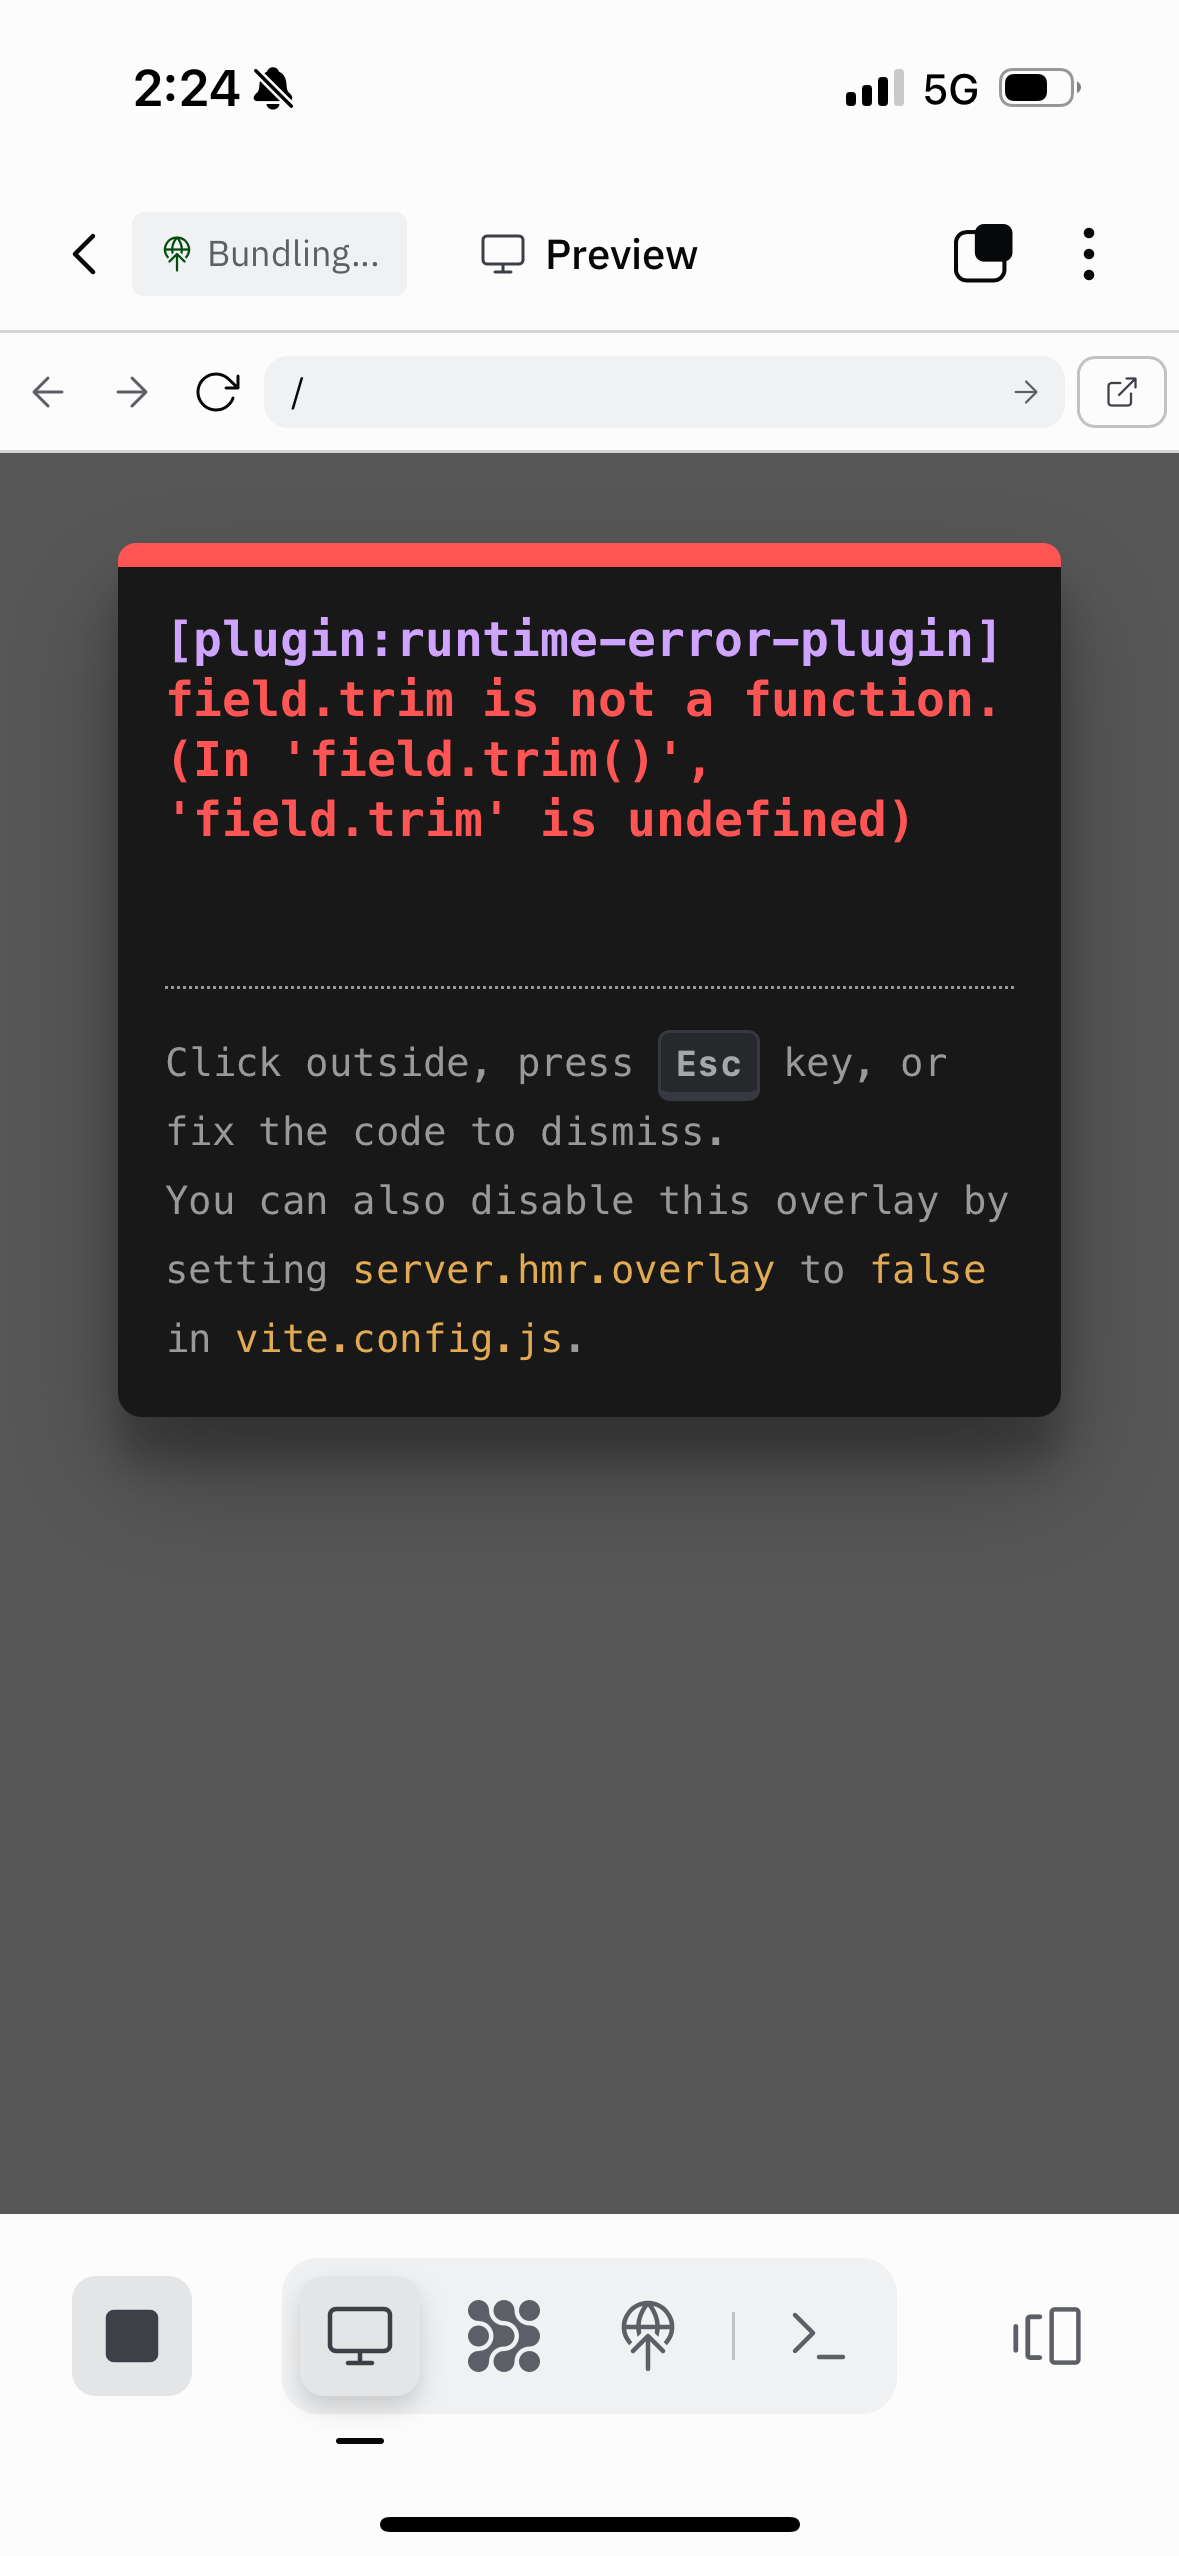 2:24
5G
Bundling...
Preview
/
[plugin:runtime-error-plugin]
field.trim is not a function.
(In 'field.trim()',
'field.trim' is undefined)
Click outside, press Esc key, or
fix the code to dismiss.
You can also disable this overlay by
setting server.hmr.overlay to false
in vite.config.js.